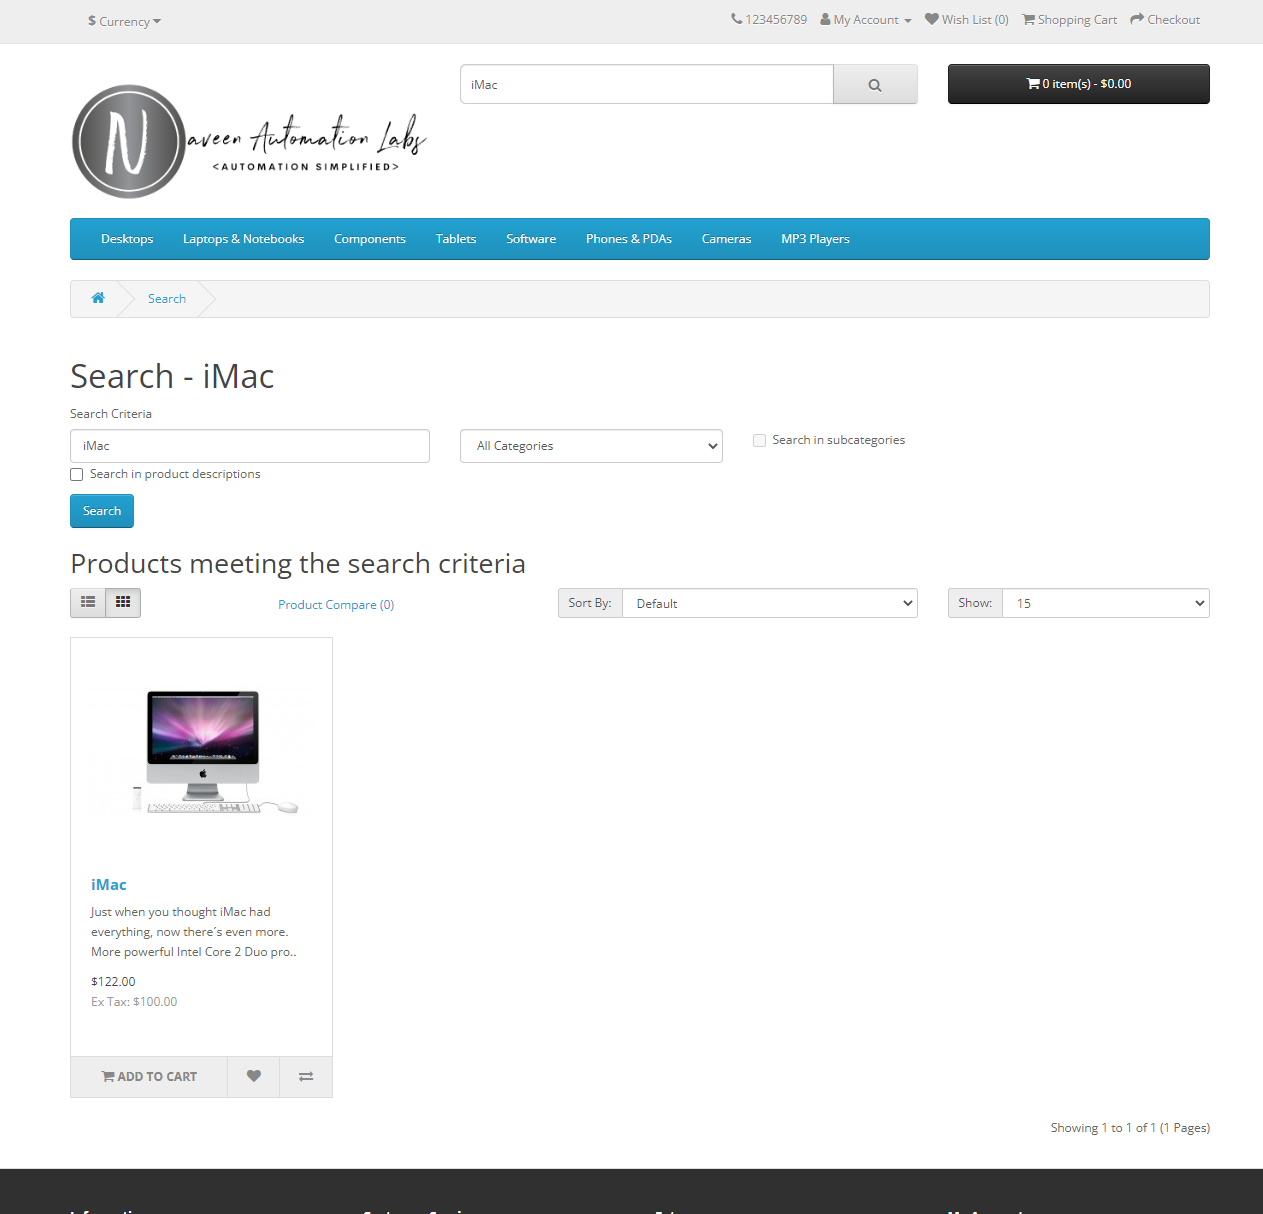 $ Currency
123456789 My Account Wish List (0) Shopping Cart Checkout
iMac
0 item(s) - $0.00
N aveen Automation Labs
<AUTOMATION SIMPLIFIED>
Desktops Laptops & Notebooks Components Tablets Software Phones & PDAs Cameras MP3 Players
Search
Search - iMac
Search Criteria
iMac All Categories Search in subcategories
Search in product descriptions
Search
Products meeting the search criteria
Product Compare (0) Sort By: Default Show: 15
iMac
Just when you thought iMac had
everything, now there´s even more.
More powerful Intel Core 2 Duo pro..
$122.00
Ex Tax: $100.00
ADD TO CART
Showing 1 to 1 of 1 (1 Pages)